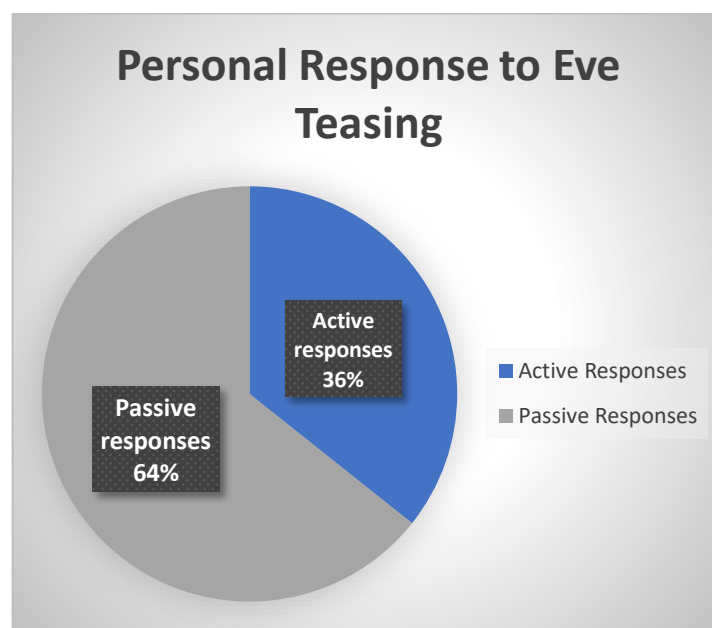 Personal Response to Eve
Teasing
Active
responses
36%
Passive
responses
64%
Active Responses
Passive Responses